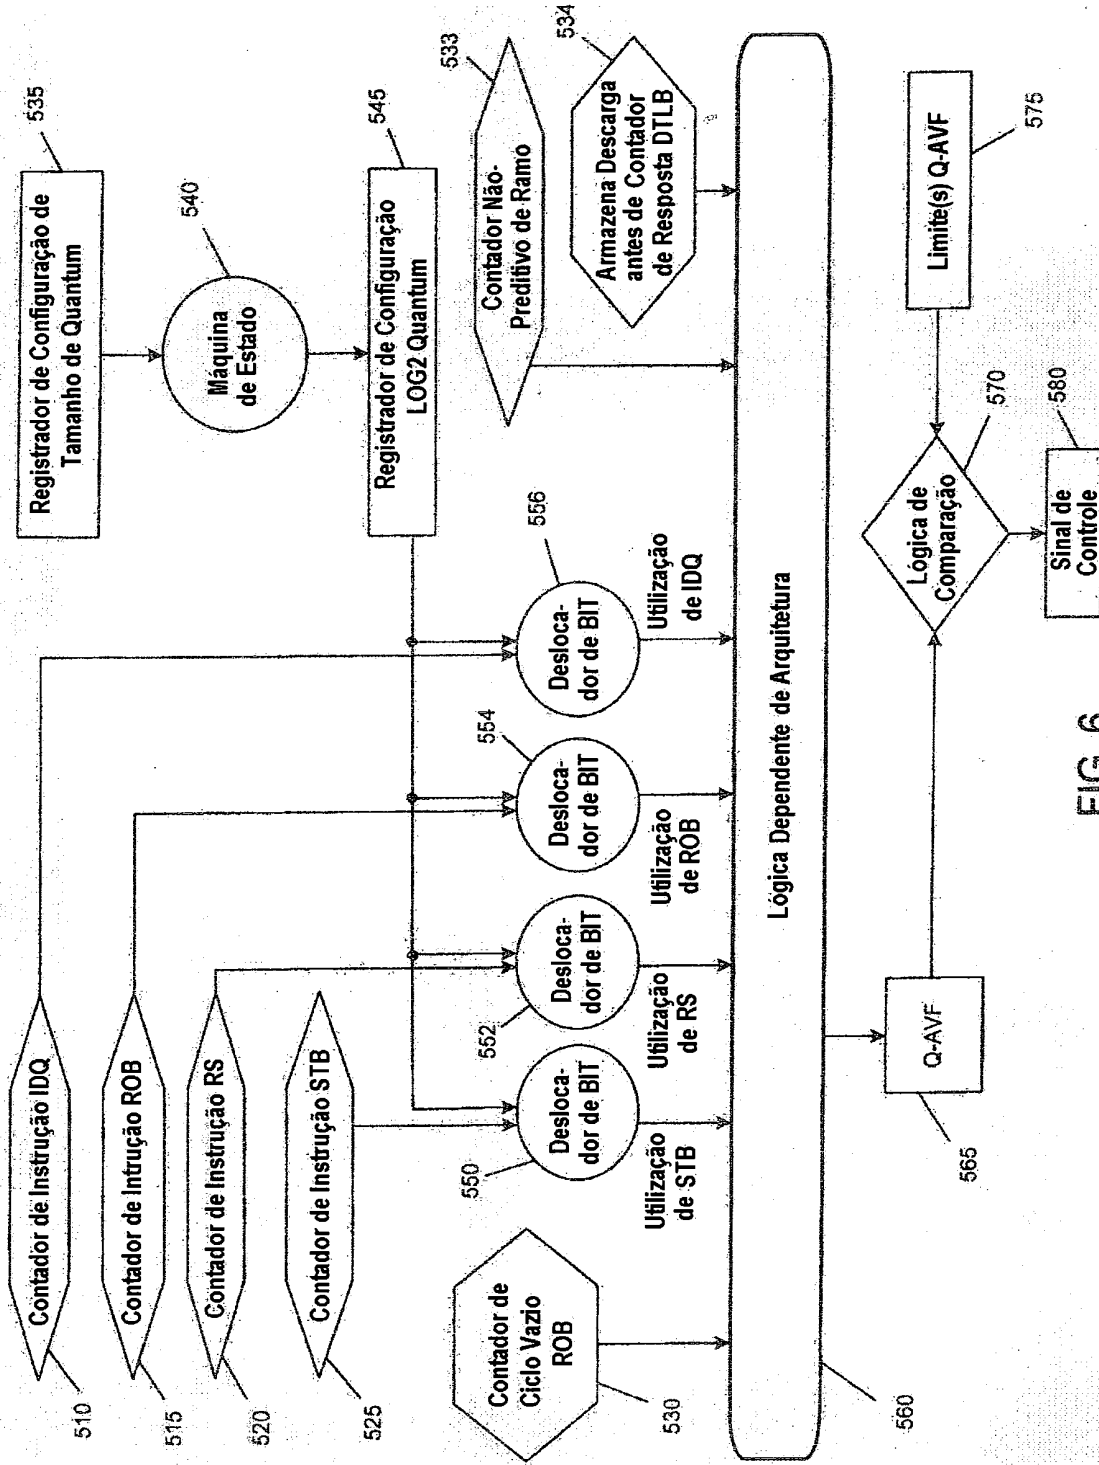 Contador de Instrução IDQ
510
Contador de Intrução ROB
515
Contador de Instrução RS
520
Contador de Instrução STB
525
Registrador de Configuração de
Tamanho de Quantum
535
Máquina
de Estado
540
Registrador de Configuração
LOG2 Quantum
545
Contador de
Ciclo Vazio
ROB
530
Desloca-
dor de BIT
550
Desloca-
dor de BIT
552
Desloca-
dor de BIT
554
Desloca-
dor de BIT
556
Contador Não-
Preditivo de Ramo
533
Armazena Descarga
antes de Contador
de Resposta DTLB
534
Utilização
de STB
Utilização
de RS
Utilização
de ROB
Utilização
de IDQ
Lógica Dependente de Arquitetura
560
Q-AVF
565
Lógica de
Comparação
570
Limite(s) Q-AVF
575
Sinal de
Controle
580
FIG. 6